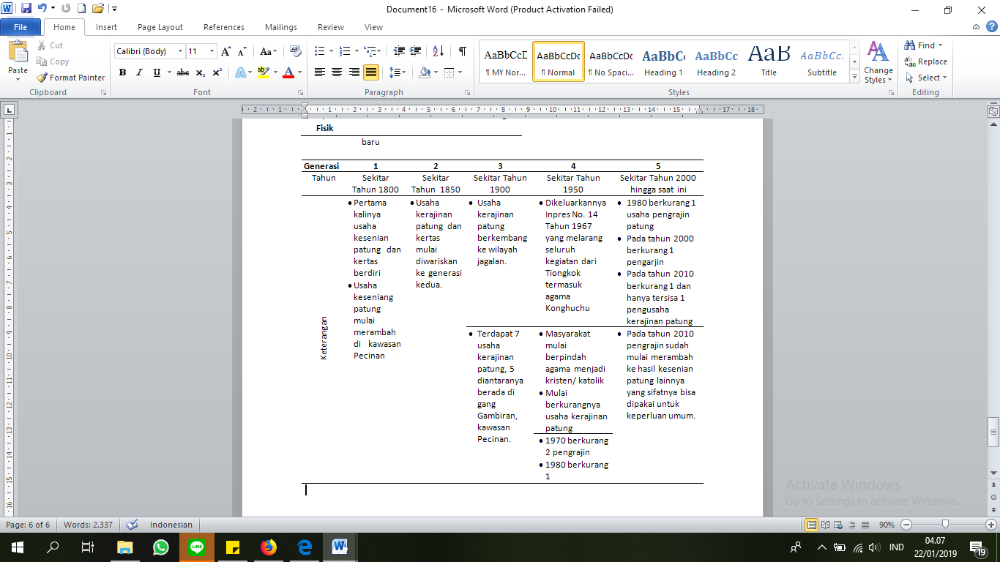 Document16 - Microsoft Word (Product Activation Failed)
File Home Insert Page Layout References Mailings Review View
Paste
Cut
Copy
Format Painter
Clipboard
Calibri (Body) 11
Font
Paragraph
AaBbCcD AaBbCcDc AaBbCcDc AaBbCc AaBbCc AaB AaBbCc.
¶ MY Nor... ¶ Normal ¶ No Spaci... Heading 1 Heading 2 Title Subtitle
Styles
Change
Styles
Find
Replace
Select
Editing
Fisik
baru
Generasi 1 2 3 4 5
Tahun
Sekitar
Tahun 1800
Sekitar
Tahun 1850
Sekitar Tahun
1900
Sekitar Tahun
1950
Sekitar Tahun 2000
hingga saat ini
Keterangan
• Pertama
kalinya
usaha
kesenian
patung dan
kertas
berdiri
• Usaha
keseniang
patung
mulai
merambah
di kawasan
Pecinan
• Usaha
kerajinan
patung dan
kertas
mulai
diwariskan
ke generasi
kedua.
• Usaha
kerajinan
patung
berkembang
ke wilayah
jagalan.
• Terdapat 7
usaha
kerajinan
patung, 5
diantaranya
berada di
gang
Gambiran,
kawasan
Pecinan.
• Dikeluarkannya
Inpres No. 14
Tahun 1967
yang melarang
seluruh
kegiatan dari
Tiongkok
termasuk
agama
Konghuchu
• Masyarakat
mulai
berpindah
agama menjadi
kristen/ katolik
• Mulai
berkurangnya
usaha kerajinan
patung
• 1970 berkurang
2 pengrajin
• 1980 berkurang
1
• 1980 berkurang 1
usaha pengrajin
patung
• Pada tahun 2000
berkurang 1
pengarjin
• Pada tahun 2010
berkurang 1 dan
hanya tersisa 1
pengusaha
kerajinan patung
• Pada tahun 2010
pengrajin sudah
mulai merambah
ke hasil kesenian
patung lainnya
yang sifatnya bisa
dipakai untuk
keperluan umum.
Activate Windows
Go to Settings to activate Windows.
Page: 6 of 6 Words: 2.337 Indonesian 90%
IND
04.07
22/01/2019
19